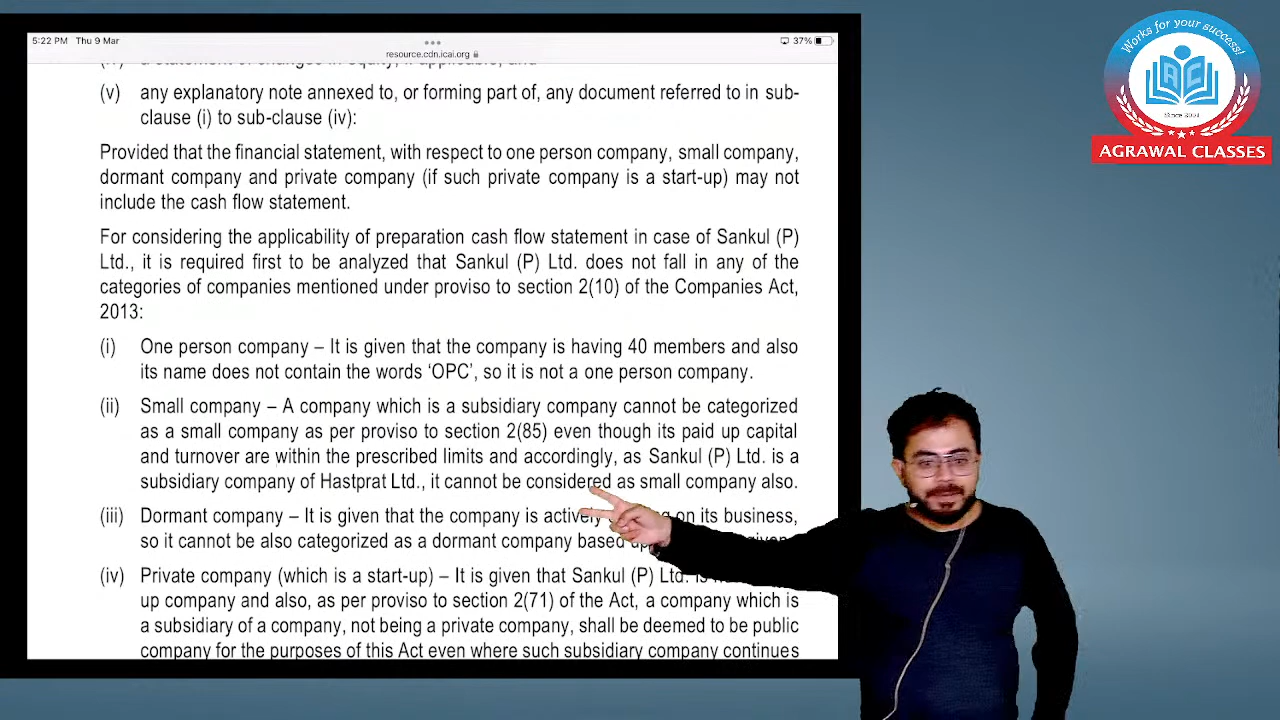 5:22 PM Thu 9 Mar
37%
resource.cdn.icai.org
(v) any explanatory note annexed to, or forming part of, any document referred to in sub-
clause (i) to sub-clause (iv):
Provided that the financial statement, with respect to one person company, small company,
dormant company and private company (if such private company is a start-up) may not
include the cash flow statement.
For considering the applicability of preparation cash flow statement in case of Sankul (P)
Ltd., it is required first to be analyzed that Sankul (P) Ltd. does not fall in any of the
categories of companies mentioned under proviso to section 2(10) of the Companies Act,
2013:
(i) One person company – It is given that the company is having 40 members and also
its name does not contain the words ‘OPC’, so it is not a one person company.
(ii) Small company – A company which is a subsidiary company cannot be categorized
as a small company as per proviso to section 2(85) even though its paid up capital
and turnover are within the prescribed limits and accordingly, as Sankul (P) Ltd. is a
subsidiary company of Hastprat Ltd., it cannot be considered as small company also.
(iii) Dormant company – It is given that the company is actively on its business,
so it cannot be also categorized as a dormant company based
(iv) Private company (which is a start-up) – It is given that Sankul (P) Ltd.
up company and also, as per proviso to section 2(71) of the Act, a company which is
a subsidiary of a company, not being a private company, shall be deemed to be public
company for the purposes of this Act even where such subsidiary company continues
Works for your success!
AC
Since 2001
AGRAWAL CLASSES